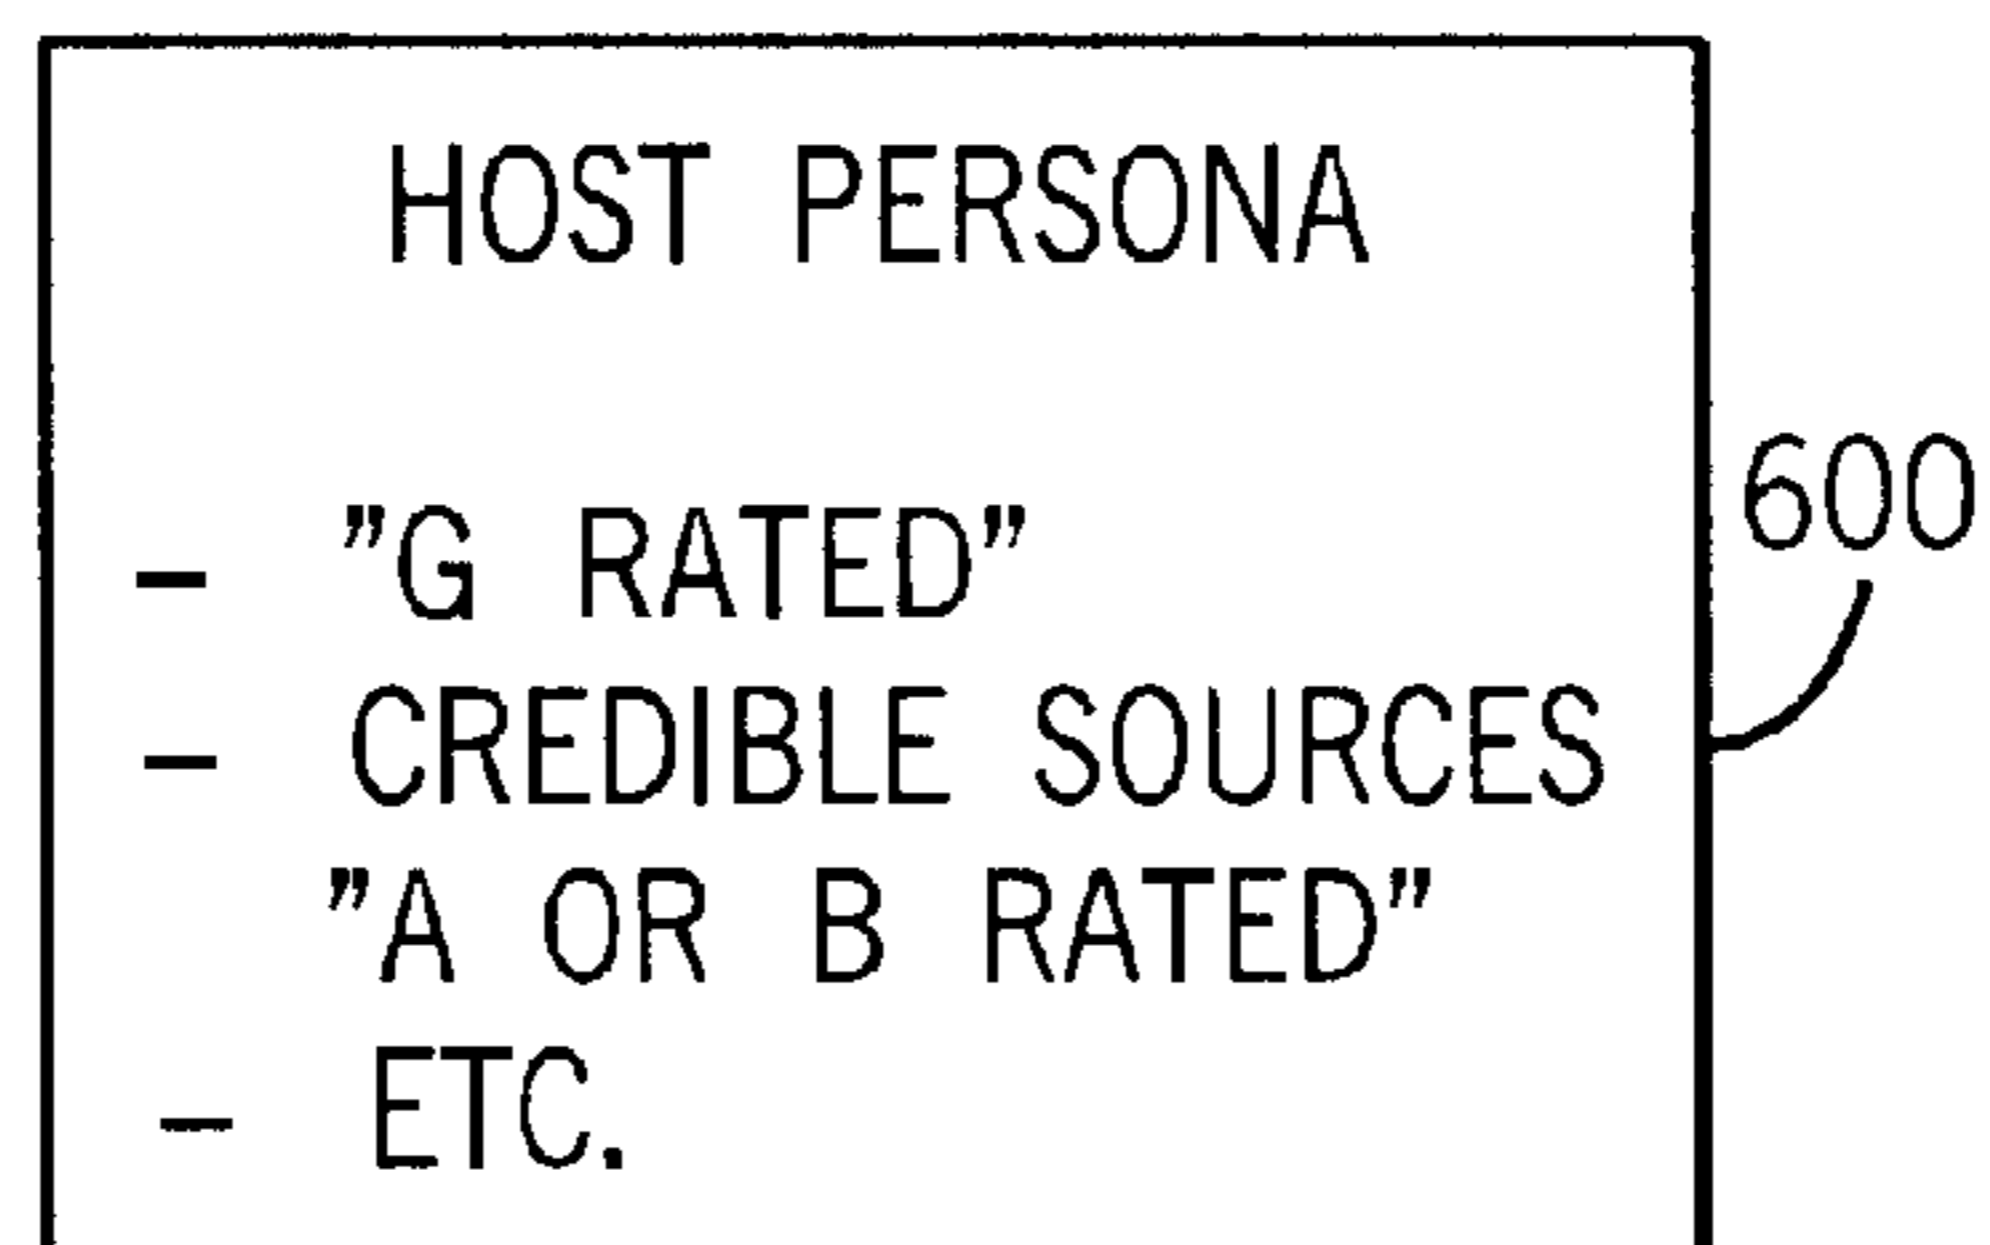 HOST PERSONA
600
- "G RATED"
- CREDIBLE SOURCES
"A OR B RATED"
- ETC.